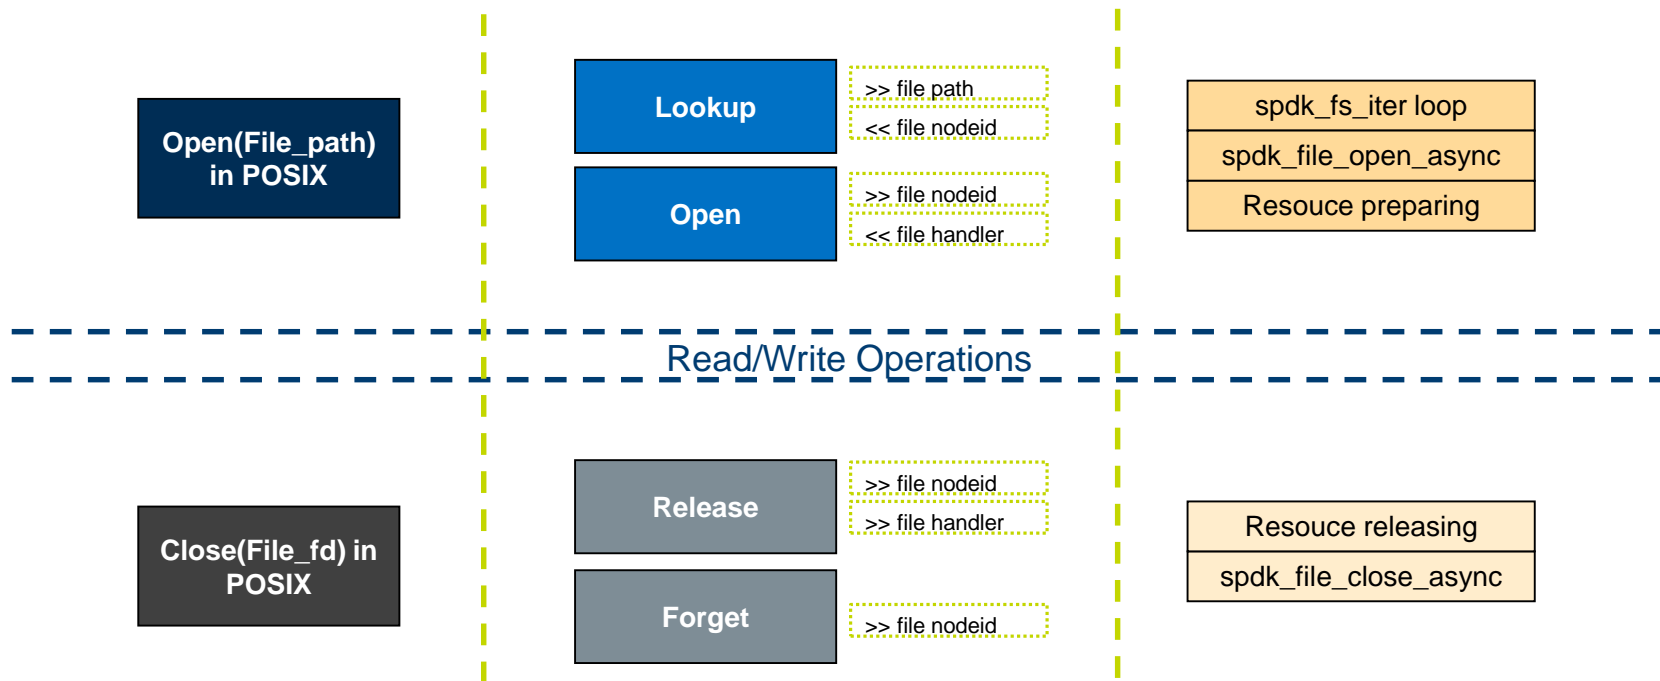 Open(File_path)
in POSIX
Lookup
>> file path
<< file nodeid
Open
>> file nodeid
<< file handler
spdk_fs_iter loop
spdk_file_open_async
Resouce preparing
Read/Write Operations
Close(File_fd) in
POSIX
Release
>> file nodeid
>> file handler
Forget
>> file nodeid
Resouce releasing
spdk_file_close_async